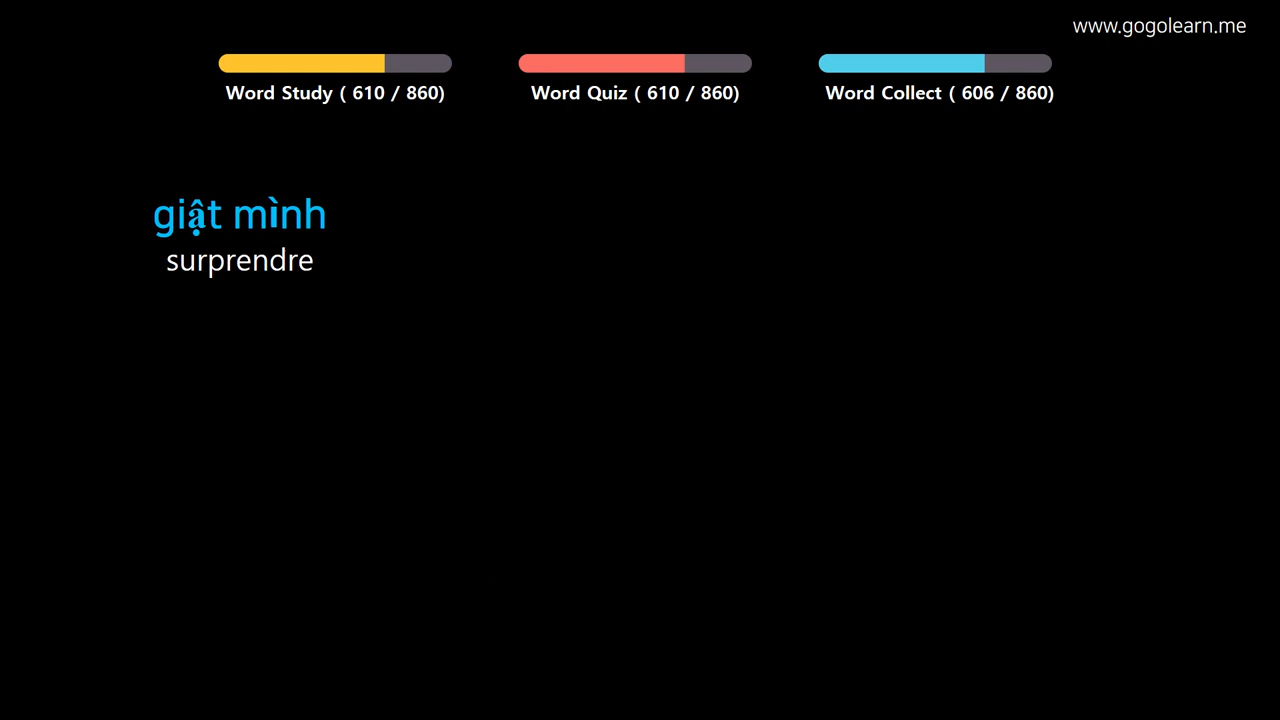 www.gogolearn.me
Word Study ( 610 / 860)
Word Quiz ( 610 / 860)
Word Collect ( 606 / 860)
giật mình
surprendre